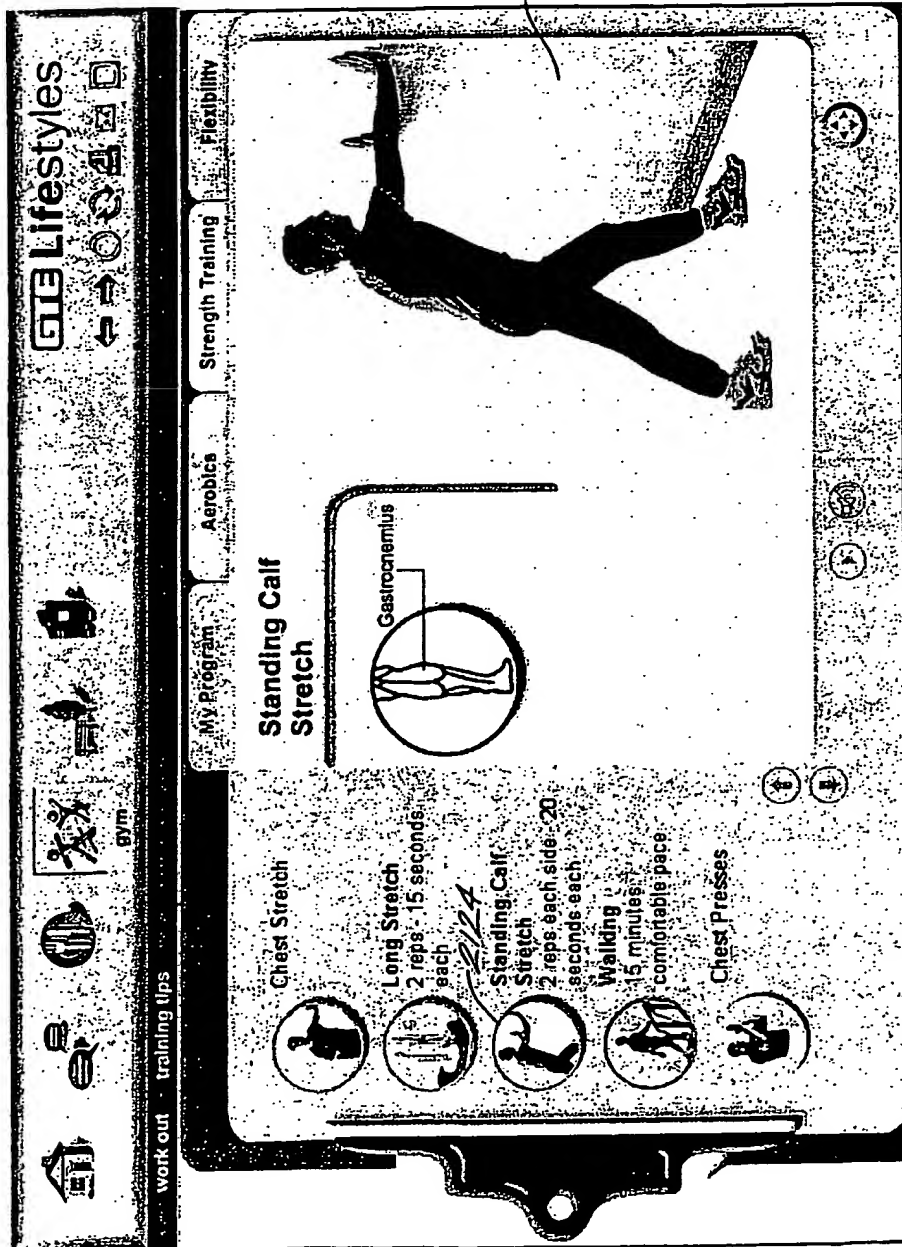 GTE Lifestyles
gym
work out · training tips
My Program
Aerobics
Strength Training
Flexibility
Chest Stretch
Long Stretch
2 reps - 15 seconds
each
2124
Standing Calf
Stretch
2 reps each side - 20
seconds each
Walking
15 minutes
comfortable pace
Chest Presses
Standing Calf
Stretch
Gastrocnemius